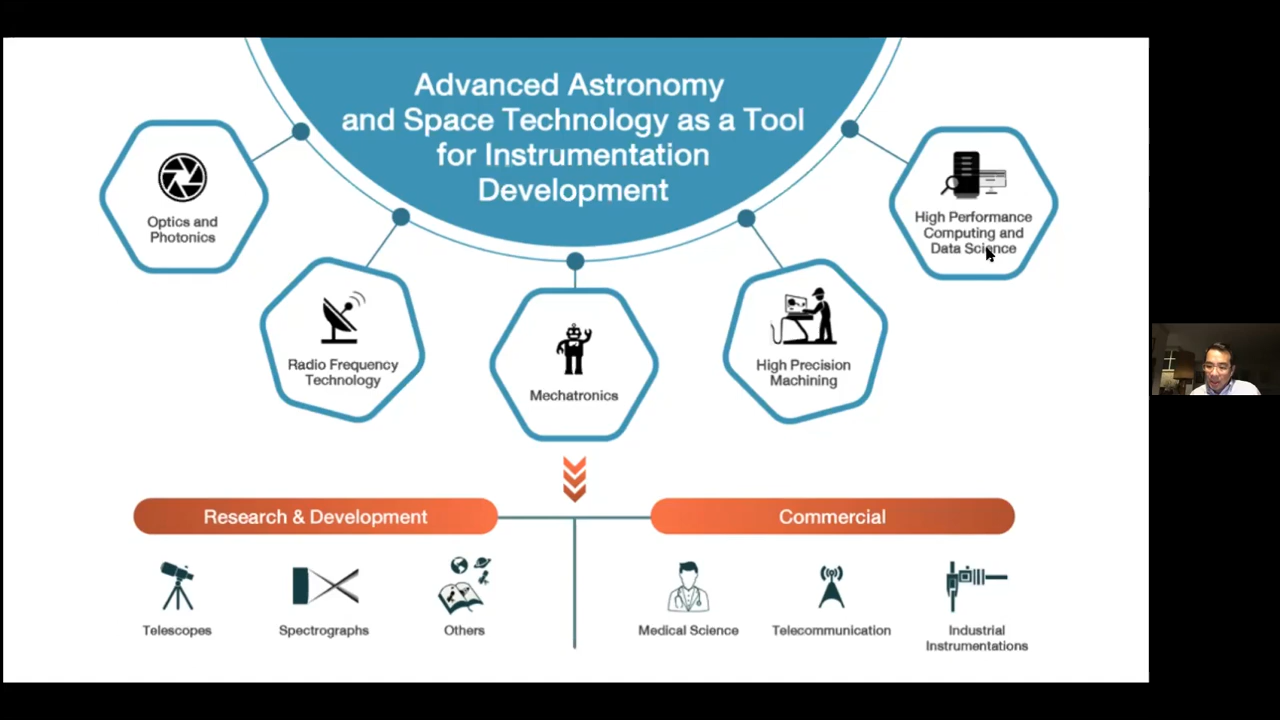 Advanced Astronomy
and Space Technology as a Tool
for Instrumentation
Development
Optics and
Photonics
Radio Frequency
Technology
Mechatronics
High Precision
Machining
High Performance
Computing and
Data Science
Research & Development
Commercial
Telescopes
Spectrographs
Others
Medical Science
Telecommunication
Industrial
Instrumentations